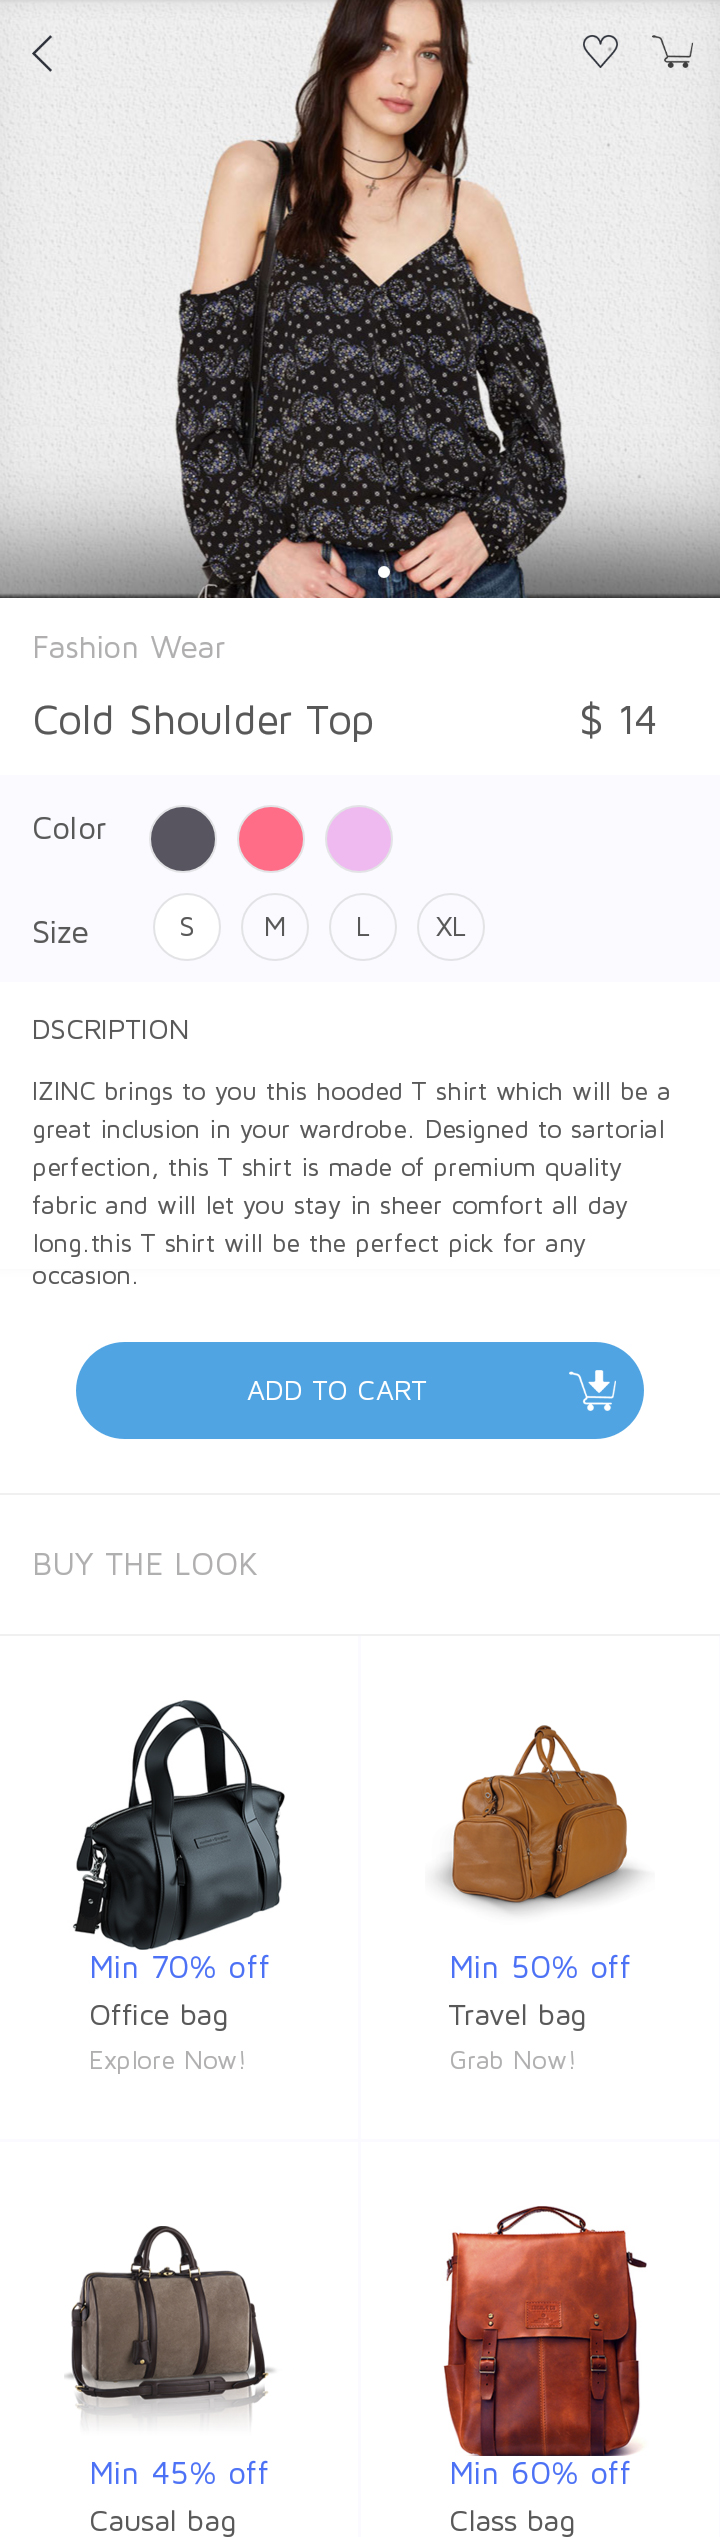 Fashion Wear
Cold Shoulder Top $ 14
Color
Size S M L XL
DSCRIPTION
IZINC brings to you this hooded T shirt which will be a
great inclusion in your wardrobe. Designed to sartorial
perfection, this T shirt is made of premium quality
fabric and will let you stay in sheer comfort all day
long.this T shirt will be the perfect pick for any
occasion.
ADD TO CART
BUY THE LOOK
Min 70% off
Office bag
Explore Now!
Min 50% off
Travel bag
Grab Now!
Min 45% off
Causal bag
Min 60% off
Class bag